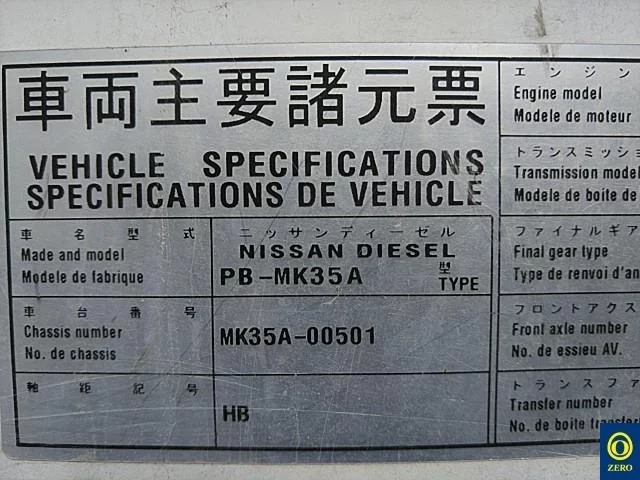 車両主要諸元票
VEHICLE SPECIFICATIONS
SPECIFICATIONS DE VEHICLE
車名型式
Made and model
Modele de fabrique
ニッサンディーゼル
NISSAN DIESEL
PB-MK35A 型 TYPE
車台番号
Chassis number
No. de chassis
MK35A-00501
軸距記号
HB
エンジン
Engine model
Modele de moteur
トランスミッショ
Transmission model
Modele de boite de
ファイナルギア
Final gear type
Type de renvoi d'an
フロントアクス
Front axle number
No. de essieu AV.
トランスファ
Transfer number
No. de boite transfer
ZERO